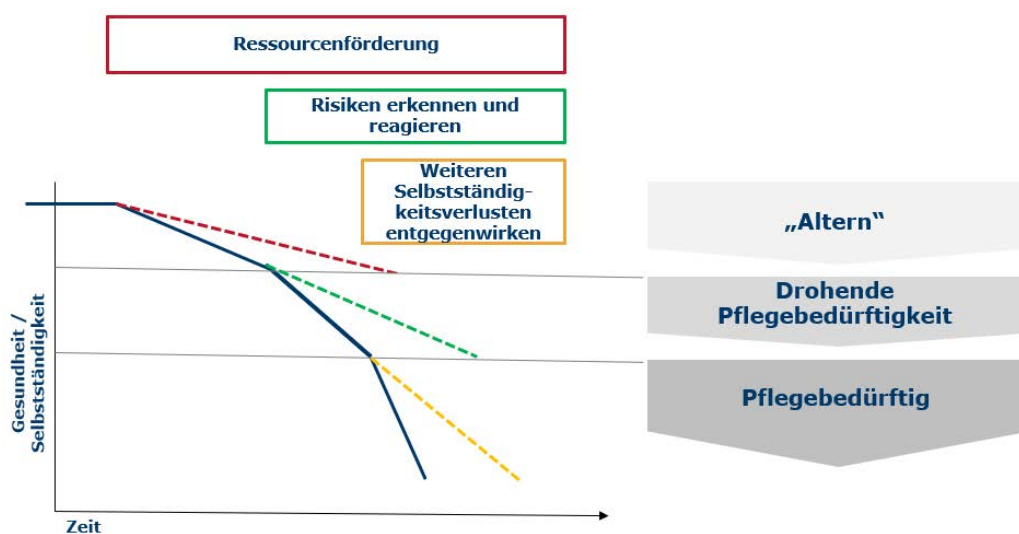 Ressourcenförderung
Risiken erkennen und
reagieren
Weiteren
Selbstständig-
keitsverlusten
entgegenwirken
„Altern“
Drohende
Pflegebedürftigkeit
Pflegebedürftig
Gesundheit /
Selbstständigkeit
Zeit